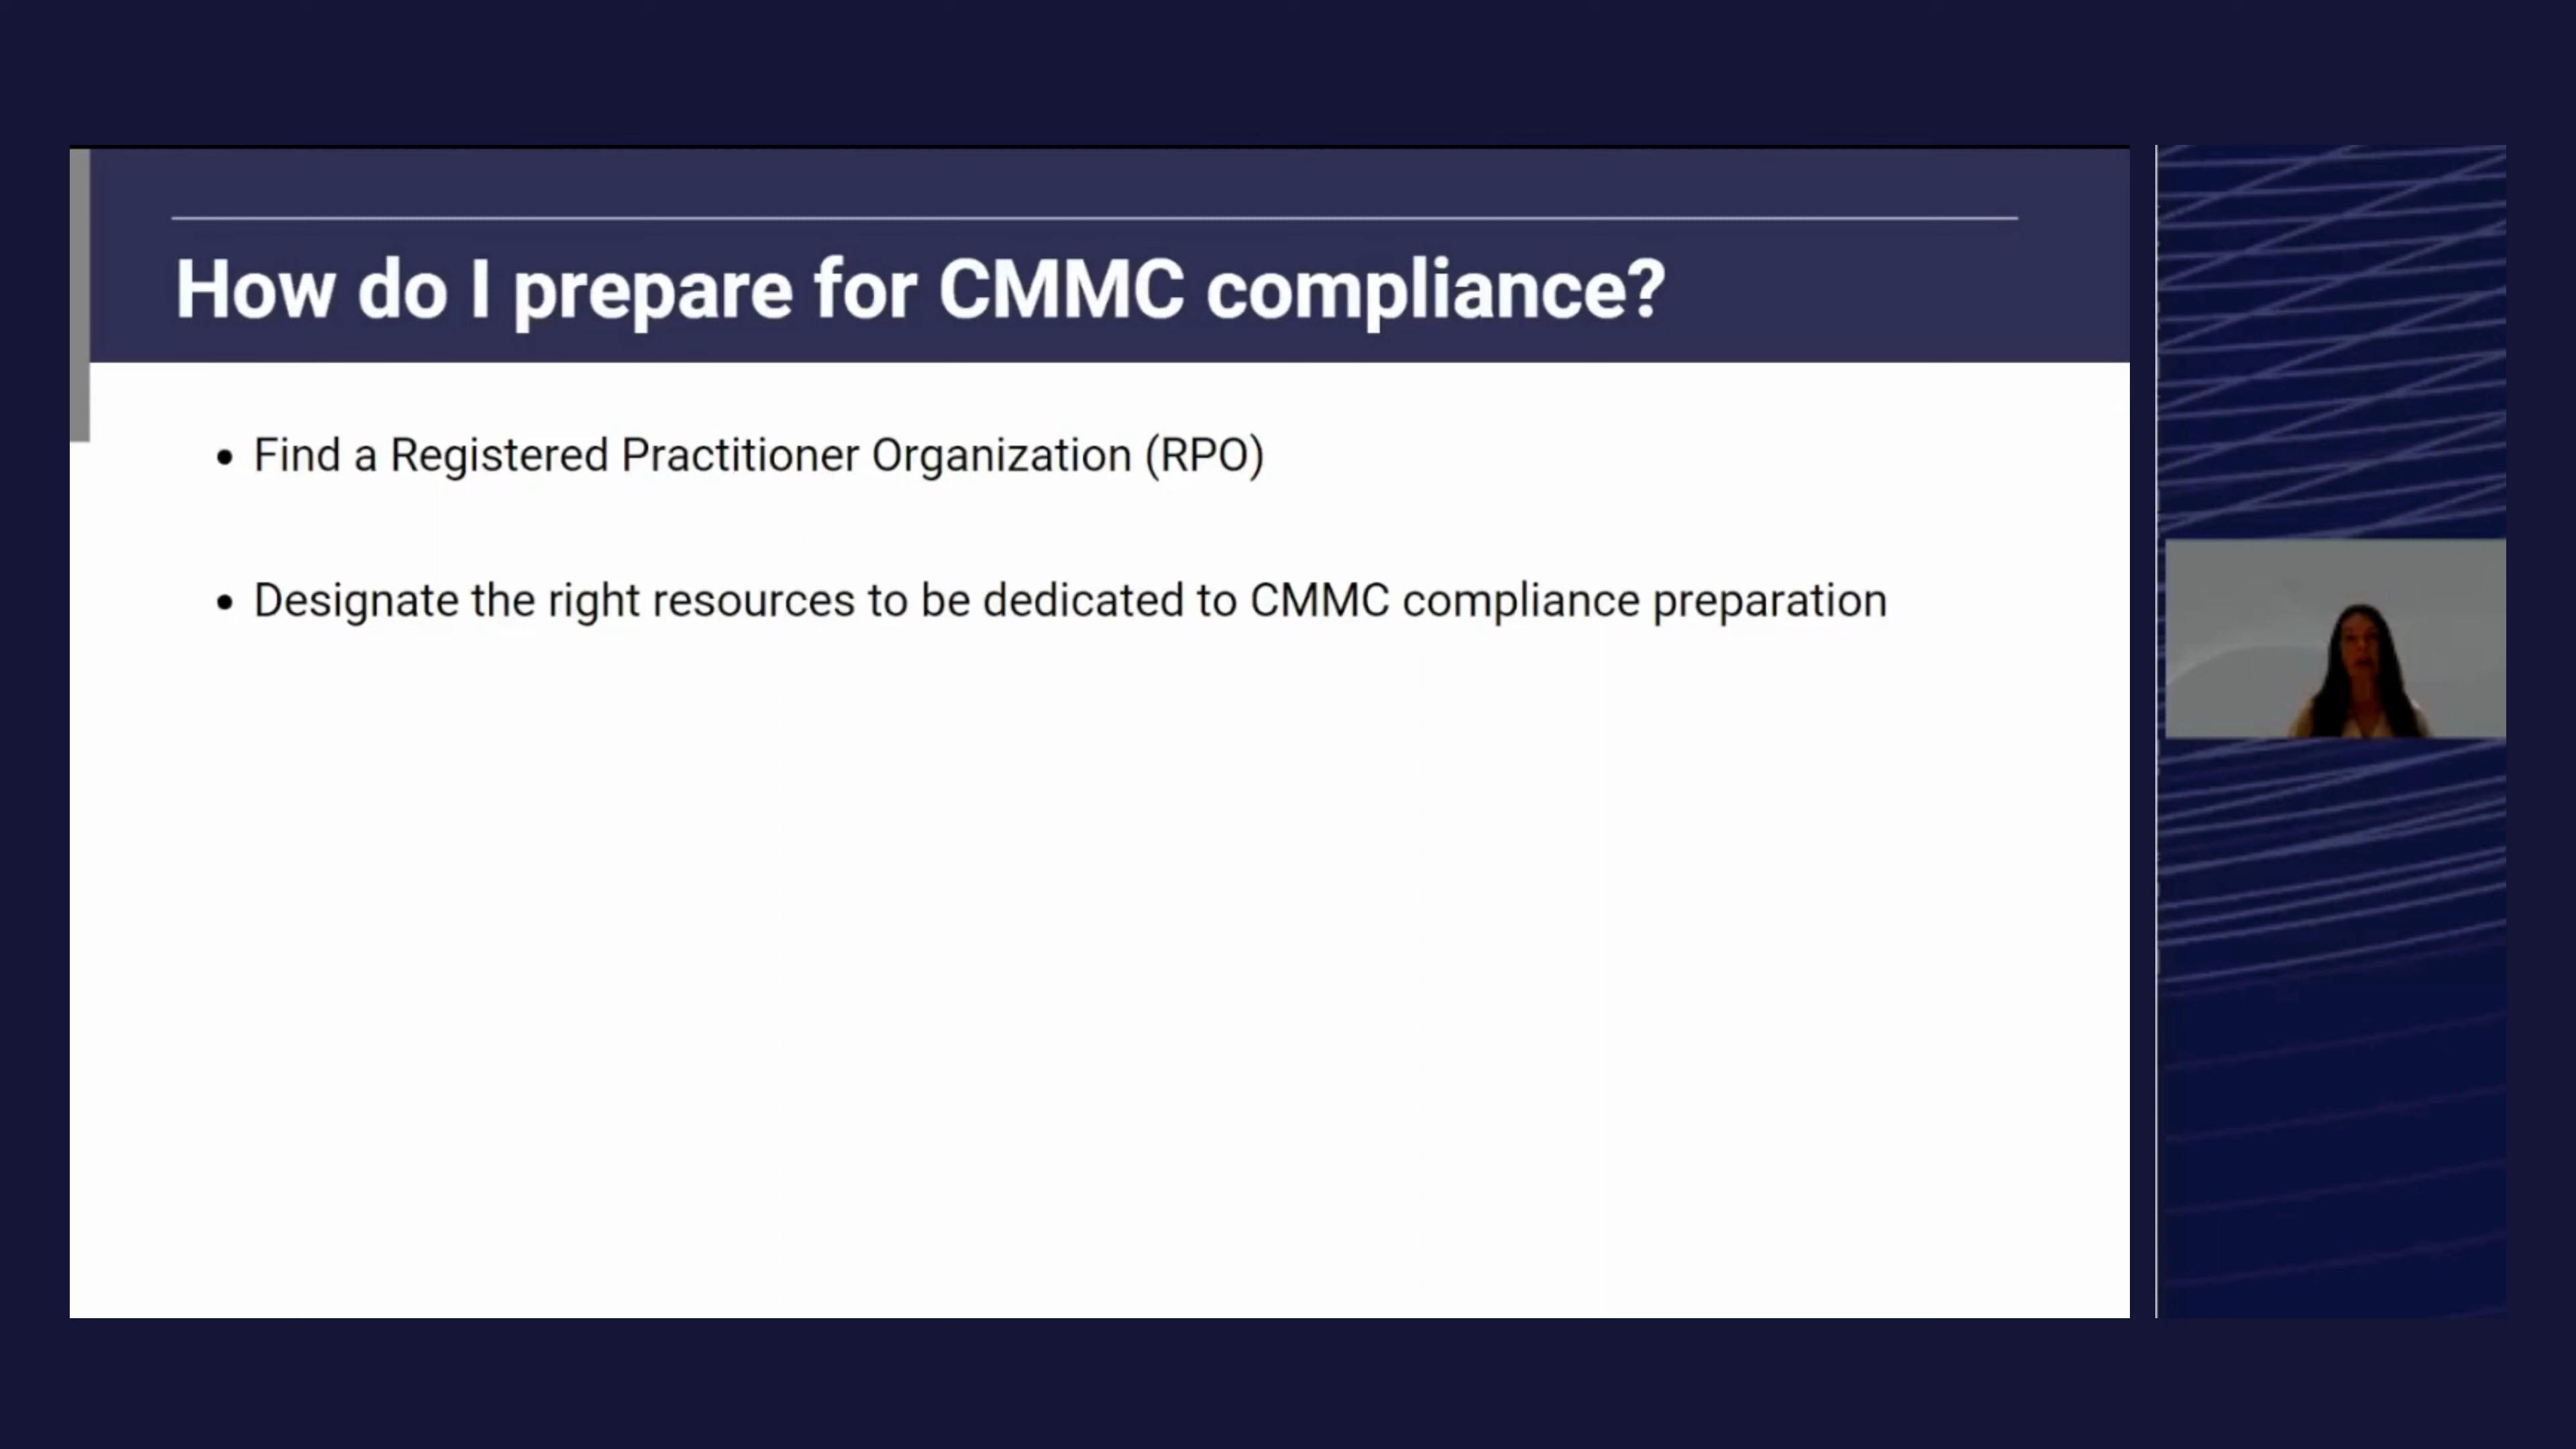 How do I prepare for CMMC compliance?
• Find a Registered Practitioner Organization (RPO)
• Designate the right resources to be dedicated to CMMC compliance preparation